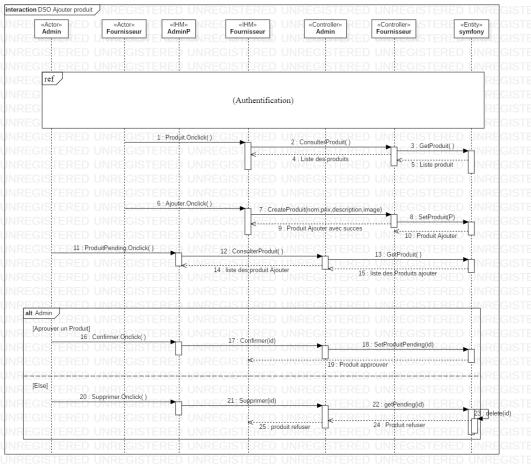 interaction DSO Ajouter produit
«Actor» Admin
«Actor» Fournisseur
«IHM» AdminP
«IHM» Fournisseur
«Controller» Admin
«Controller» Fournisseur
«Entity» symfony
ref
(Authentification)
1 : Produit.Onclick( )
2 : ConsulterProduit( )
3 : GetProduit( )
4 : Liste des produits
5 : Liste produit
6 : Ajouter.Onclick( )
7 : CreateProduit(nom,prix,description,image)
8 : SetProduit(P)
9 : Produit Ajouter avec succes
10 : Produit Ajouter
11 : ProduitPending.Onclick( )
12 : ConsulterProduit( )
13 : GetProduit( )
14 : liste des produit Ajouter
15 : liste des Produits ajouter
alt Admin
[Aprouver un Produit]
16 : Confirmer.Onclick( )
17 : Confirmer(id)
18 : SetProduitPending(id)
19 : Produit approuver
[Else]
20 : Supprimer.Onclick( )
21 : Supprimer(id)
22 : getPending(id)
23 : delete(id)
24 : Produit refuser
25 : produit refuser